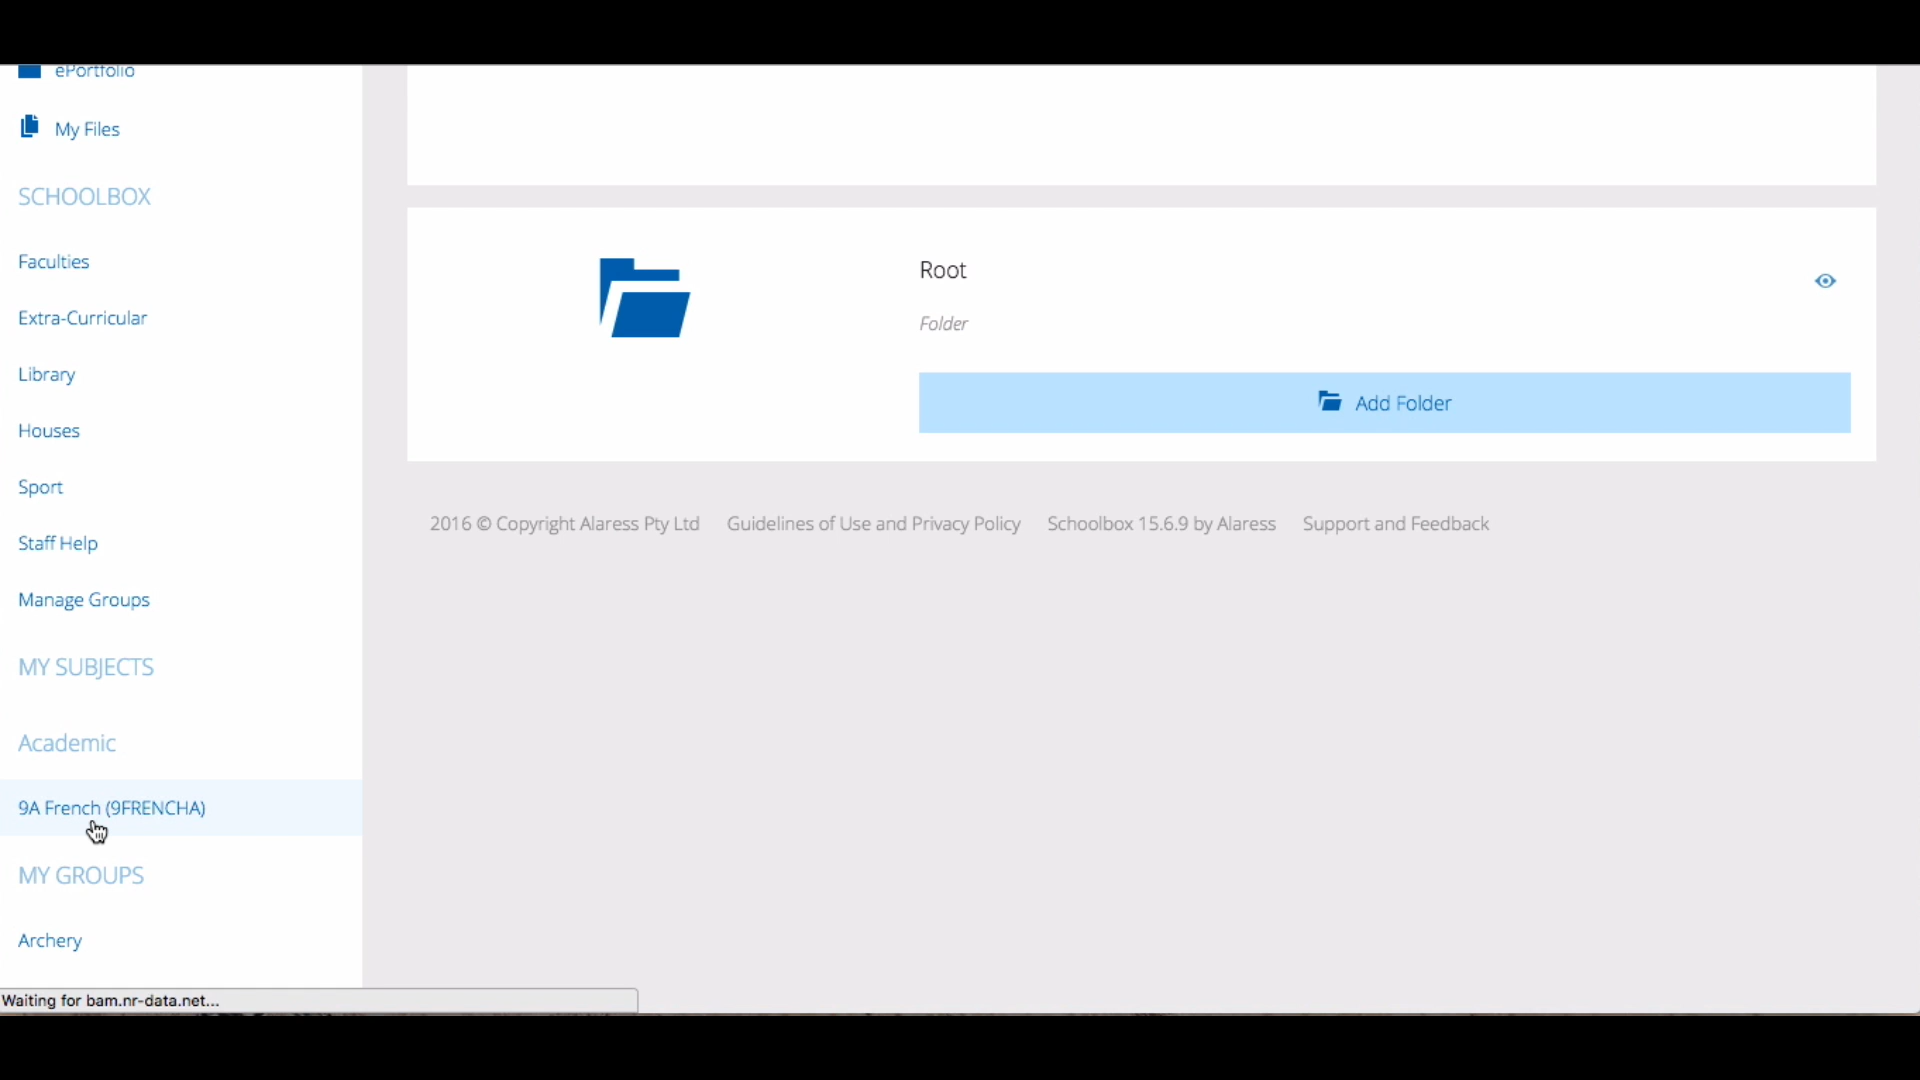 ePortfolio
My Files
SCHOOLBOX
Faculties
Extra-Curricular
Library
Houses
Sport
Staff Help
Manage Groups
MY SUBJECTS
Academic
9A French (9FRENCHA)
MY GROUPS
Archery
Waiting for bam.nr-data.net...
Root
Folder
Add Folder
2016 © Copyright Alaress Pty Ltd Guidelines of Use and Privacy Policy Schoolbox 15.6.9 by Alaress Support and Feedback